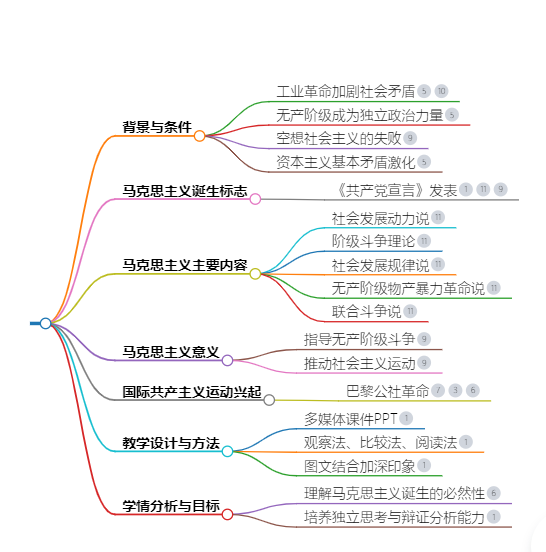 背景与条件
工业革命加剧社会矛盾 5 10
无产阶级成为独立政治力量 5
空想社会主义的失败 9
资本主义基本矛盾激化 5
马克思主义诞生标志
《共产党宣言》发表 1 11 9
马克思主义主要内容
社会发展动力说 11
阶级斗争理论 11
社会发展规律说 11
无产阶级物产暴力革命说 11
联合斗争说 11
马克思主义意义
指导无产阶级斗争 9
推动社会主义运动 9
国际共产主义运动兴起
巴黎公社革命 7 3 6
教学设计与方法
多媒体课件PPT 1
观察法、比较法、阅读法 1
图文结合加深印象 1
学情分析与目标
理解马克思主义诞生的必然性 6
培养独立思考与辩证分析能力 1